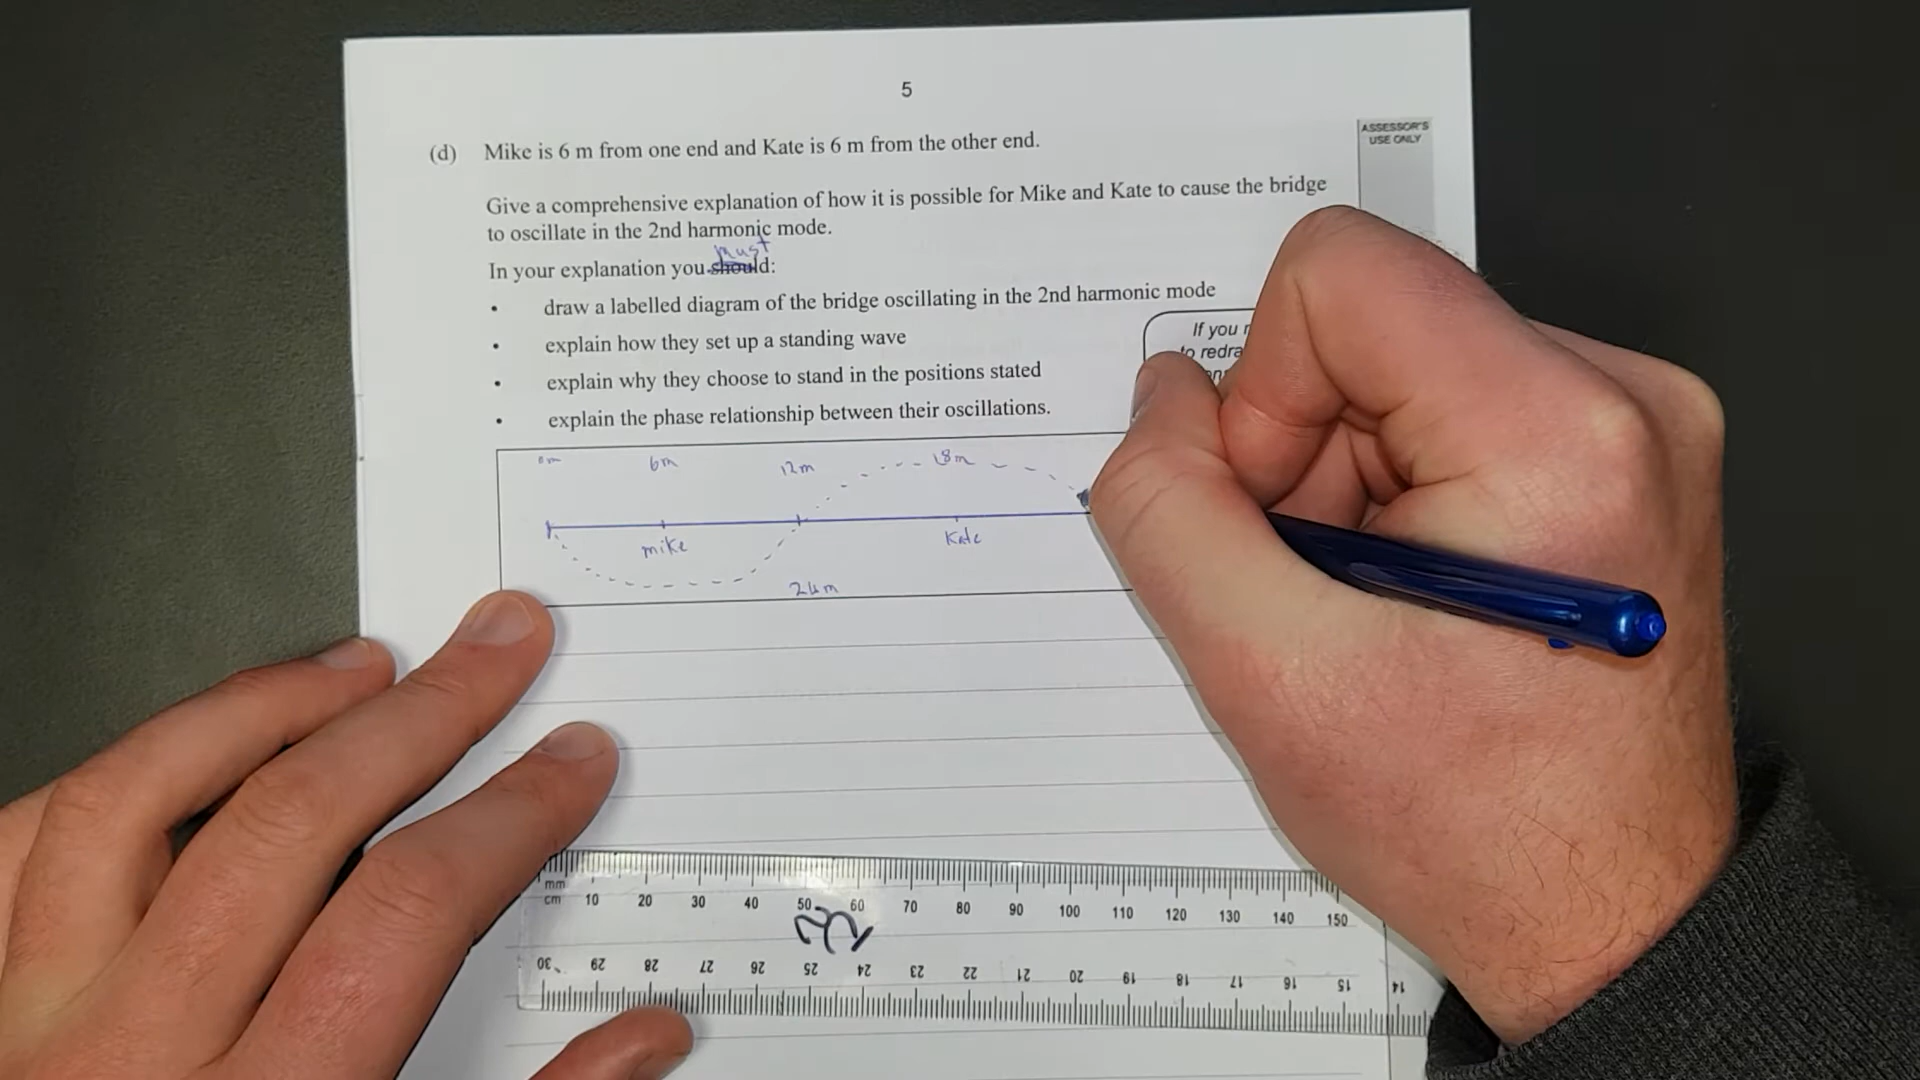 5
ASSESSOR'S
USE ONLY
(d) Mike is 6 m from one end and Kate is 6 m from the other end.
Give a comprehensive explanation of how it is possible for Mike and Kate to cause the bridge
to oscillate in the 2nd harmonic mode.
must
In your explanation you should:
• draw a labelled diagram of the bridge oscillating in the 2nd harmonic mode
• explain how they set up a standing wave
• explain why they choose to stand in the positions stated
• explain the phase relationship between their oscillations.
If you
to redra
0m 6m 12m 18m
mike Kate
24m
mm
cm 10 20 30 40 50 60 70 80 90 100 110 120 130 140 150
30 29 28 27 26 25 24 23 22 21 20 19 18 17 16 15 14